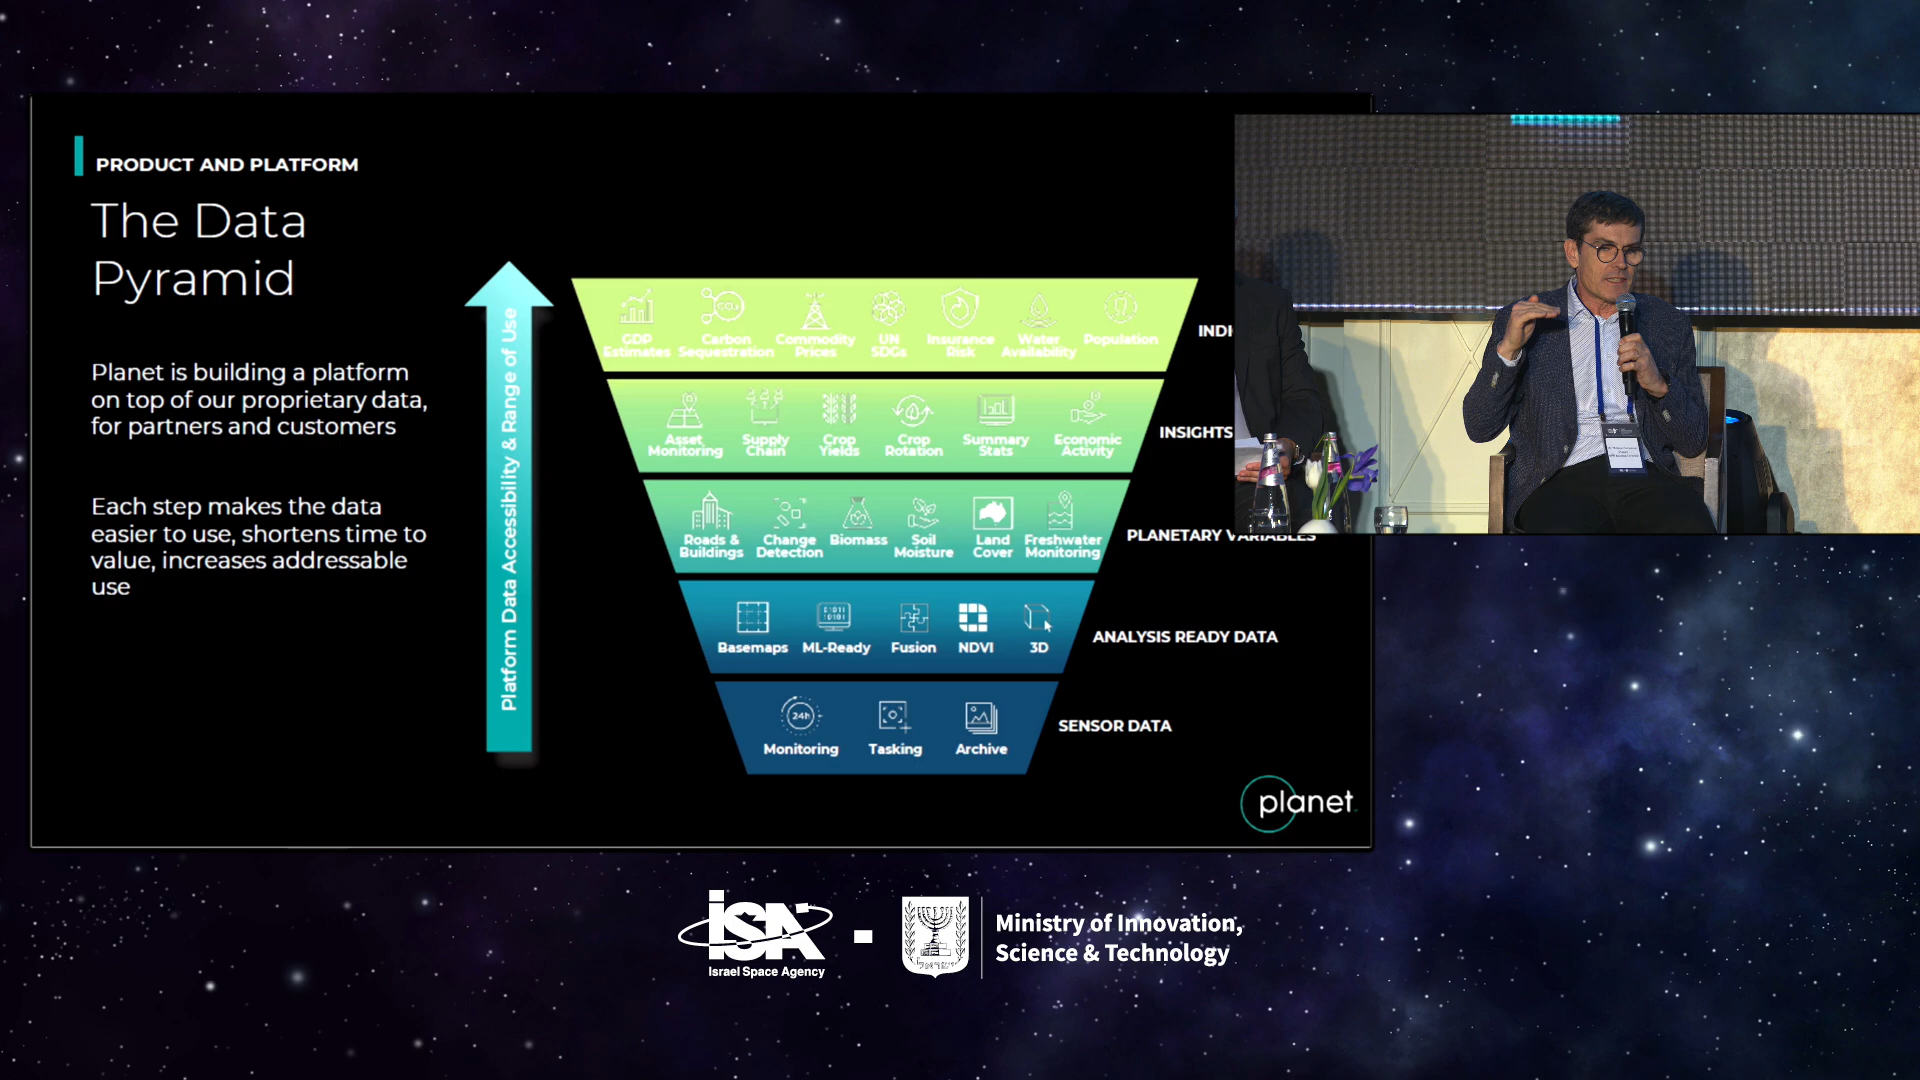 PRODUCT AND PLATFORM
The Data
Pyramid
Planet is building a platform
on top of our proprietary data,
for partners and customers
Each step makes the data
easier to use, shortens time to
value, increases addressable
use
Platform Data Accessibility & Range of Use
GDP
Estimates
Carbon
Sequestration
Commodity
Prices
UN
SDGs
Insurance
Risk
Water
Availability
Population
INDI
Asset
Monitoring
Supply
Chain
Crop
Yields
Crop
Rotation
Summary
Stats
Economic
Activity
INSIGHTS
Roads &
Buildings
Change
Detection
Biomass
Soil
Moisture
Land
Cover
Freshwater
Monitoring
PLANETARY VARIABLES
Basemaps
ML-Ready
Fusion
NDVI
3D
ANALYSIS READY DATA
24h
Monitoring
Tasking
Archive
SENSOR DATA
planet
ISA
Israel Space Agency
Ministry of Innovation,
Science & Technology